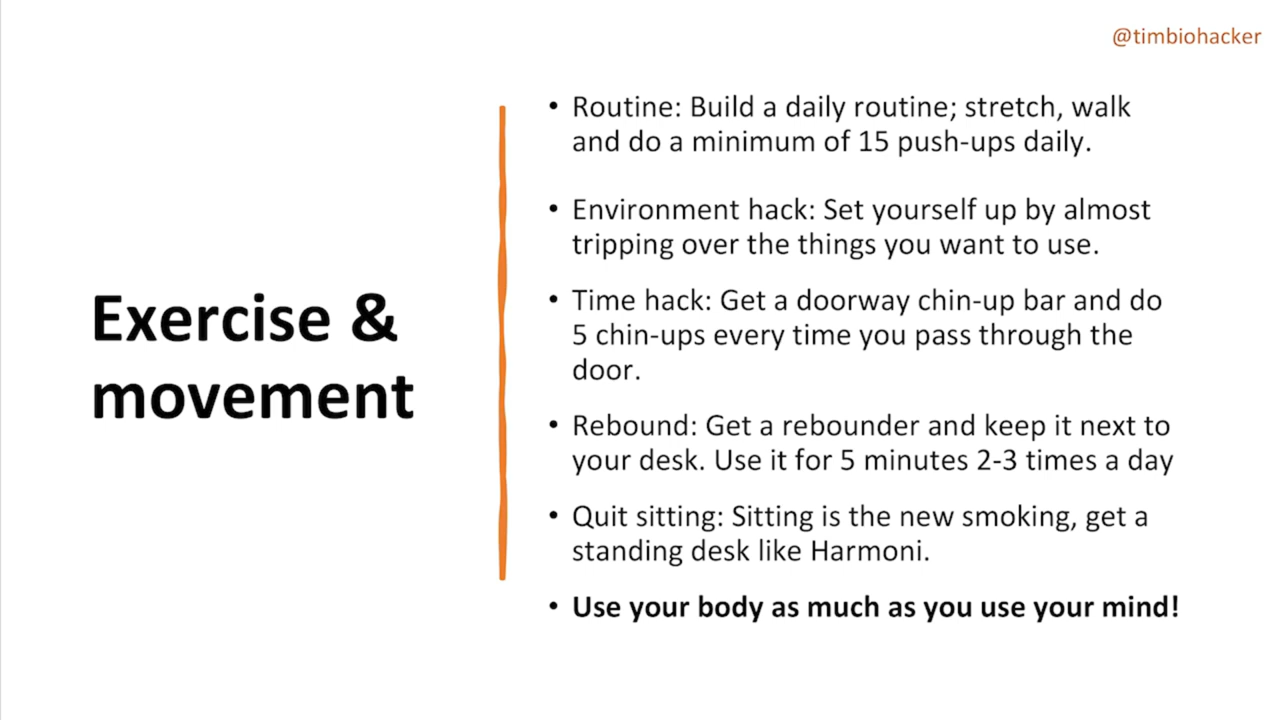 @timbiohacker
Exercise &
movement
• Routine: Build a daily routine; stretch, walk
and do a minimum of 15 push-ups daily.
• Environment hack: Set yourself up by almost
tripping over the things you want to use.
• Time hack: Get a doorway chin-up bar and do
5 chin-ups every time you pass through the
door.
• Rebound: Get a rebounder and keep it next to
your desk. Use it for 5 minutes 2-3 times a day
• Quit sitting: Sitting is the new smoking, get a
standing desk like Harmoni.
• Use your body as much as you use your mind!